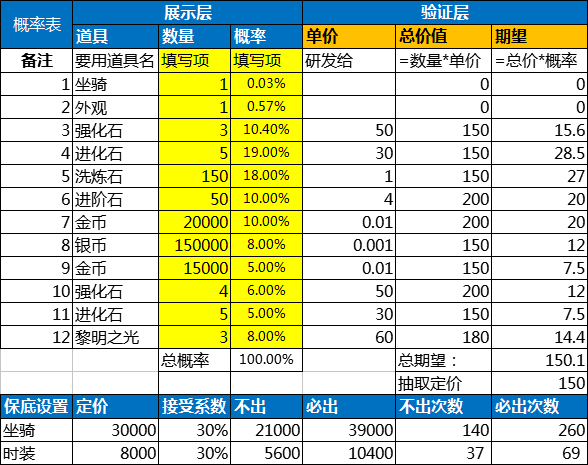 概率表 展示层 验证层
道具 数量 概率 单价 总价值 期望
备注 要用道具名 填写项 填写项 研发给 =数量*单价 =总价*概率
1 坐骑 1 0.03% 0 0
2 外观 1 0.57% 0 0
3 强化石 3 10.40% 50 150 15.6
4 进化石 5 19.00% 30 150 28.5
5 洗炼石 150 18.00% 1 150 27
6 进阶石 50 10.00% 4 200 20
7 金币 20000 10.00% 0.01 200 20
8 银币 150000 8.00% 0.001 150 12
9 金币 15000 5.00% 0.01 150 7.5
10 强化石 4 6.00% 50 200 12
11 进化石 5 5.00% 30 150 7.5
12 黎明之光 3 8.00% 60 180 14.4
总概率 100.00% 总期望： 150.1
抽取定价 150
保底设置 定价 接受系数 不出 必出 不出次数 必出次数
坐骑 30000 30% 21000 39000 140 260
时装 8000 30% 5600 10400 37 69